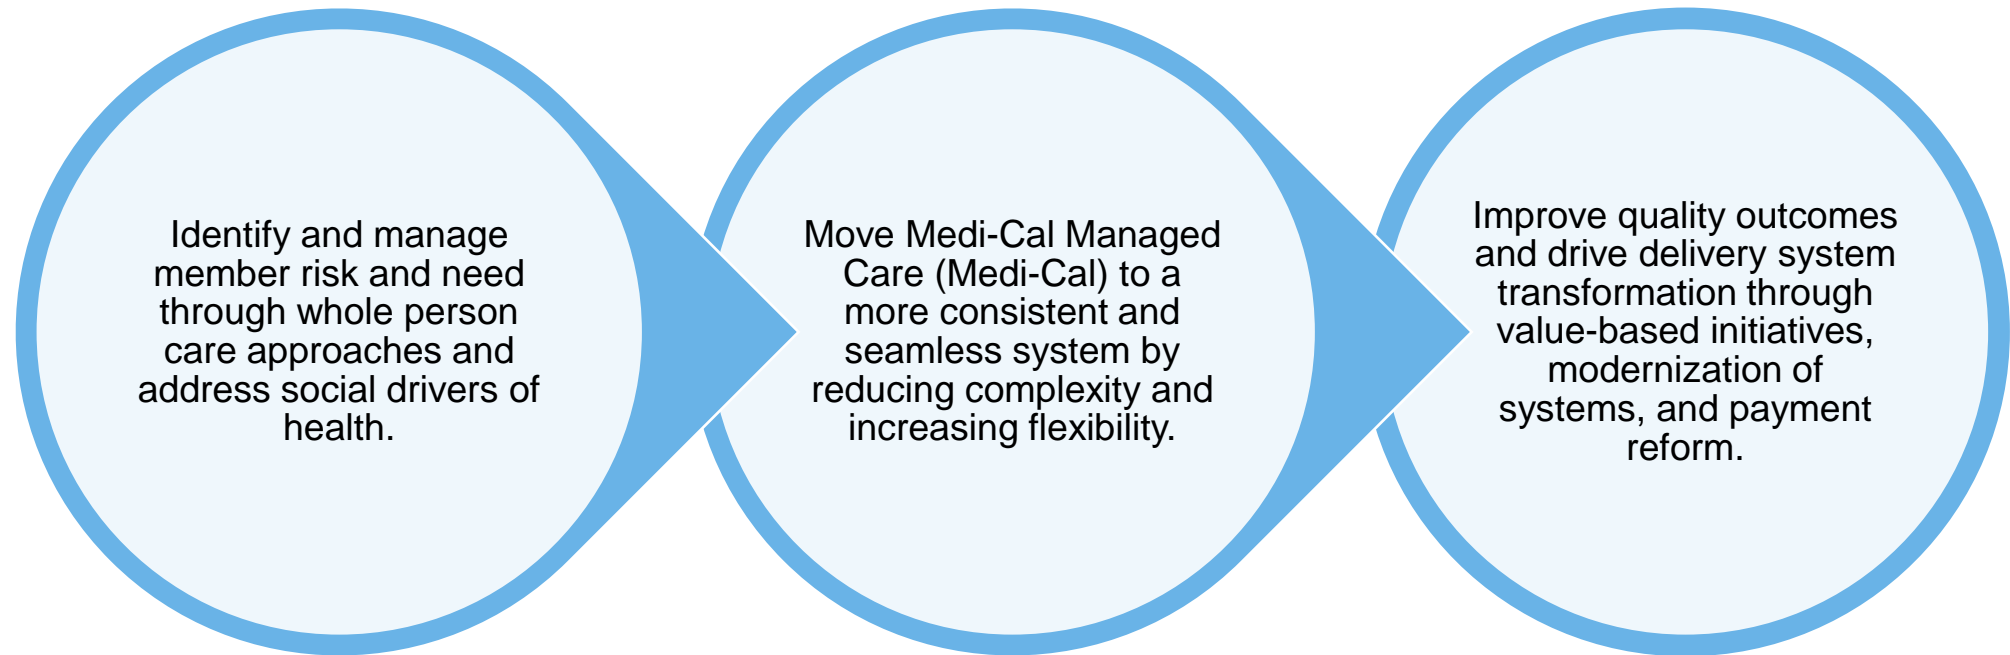 Identify and manage
member risk and need
through whole person
care approaches and
address social drivers of
health.
Move Medi-Cal Managed
Care (Medi-Cal) to a
more consistent and
seamless system by
reducing complexity and
increasing flexibility.
Improve quality outcomes
and drive delivery system
transformation through
value-based initiatives,
modernization of
systems, and payment
reform.